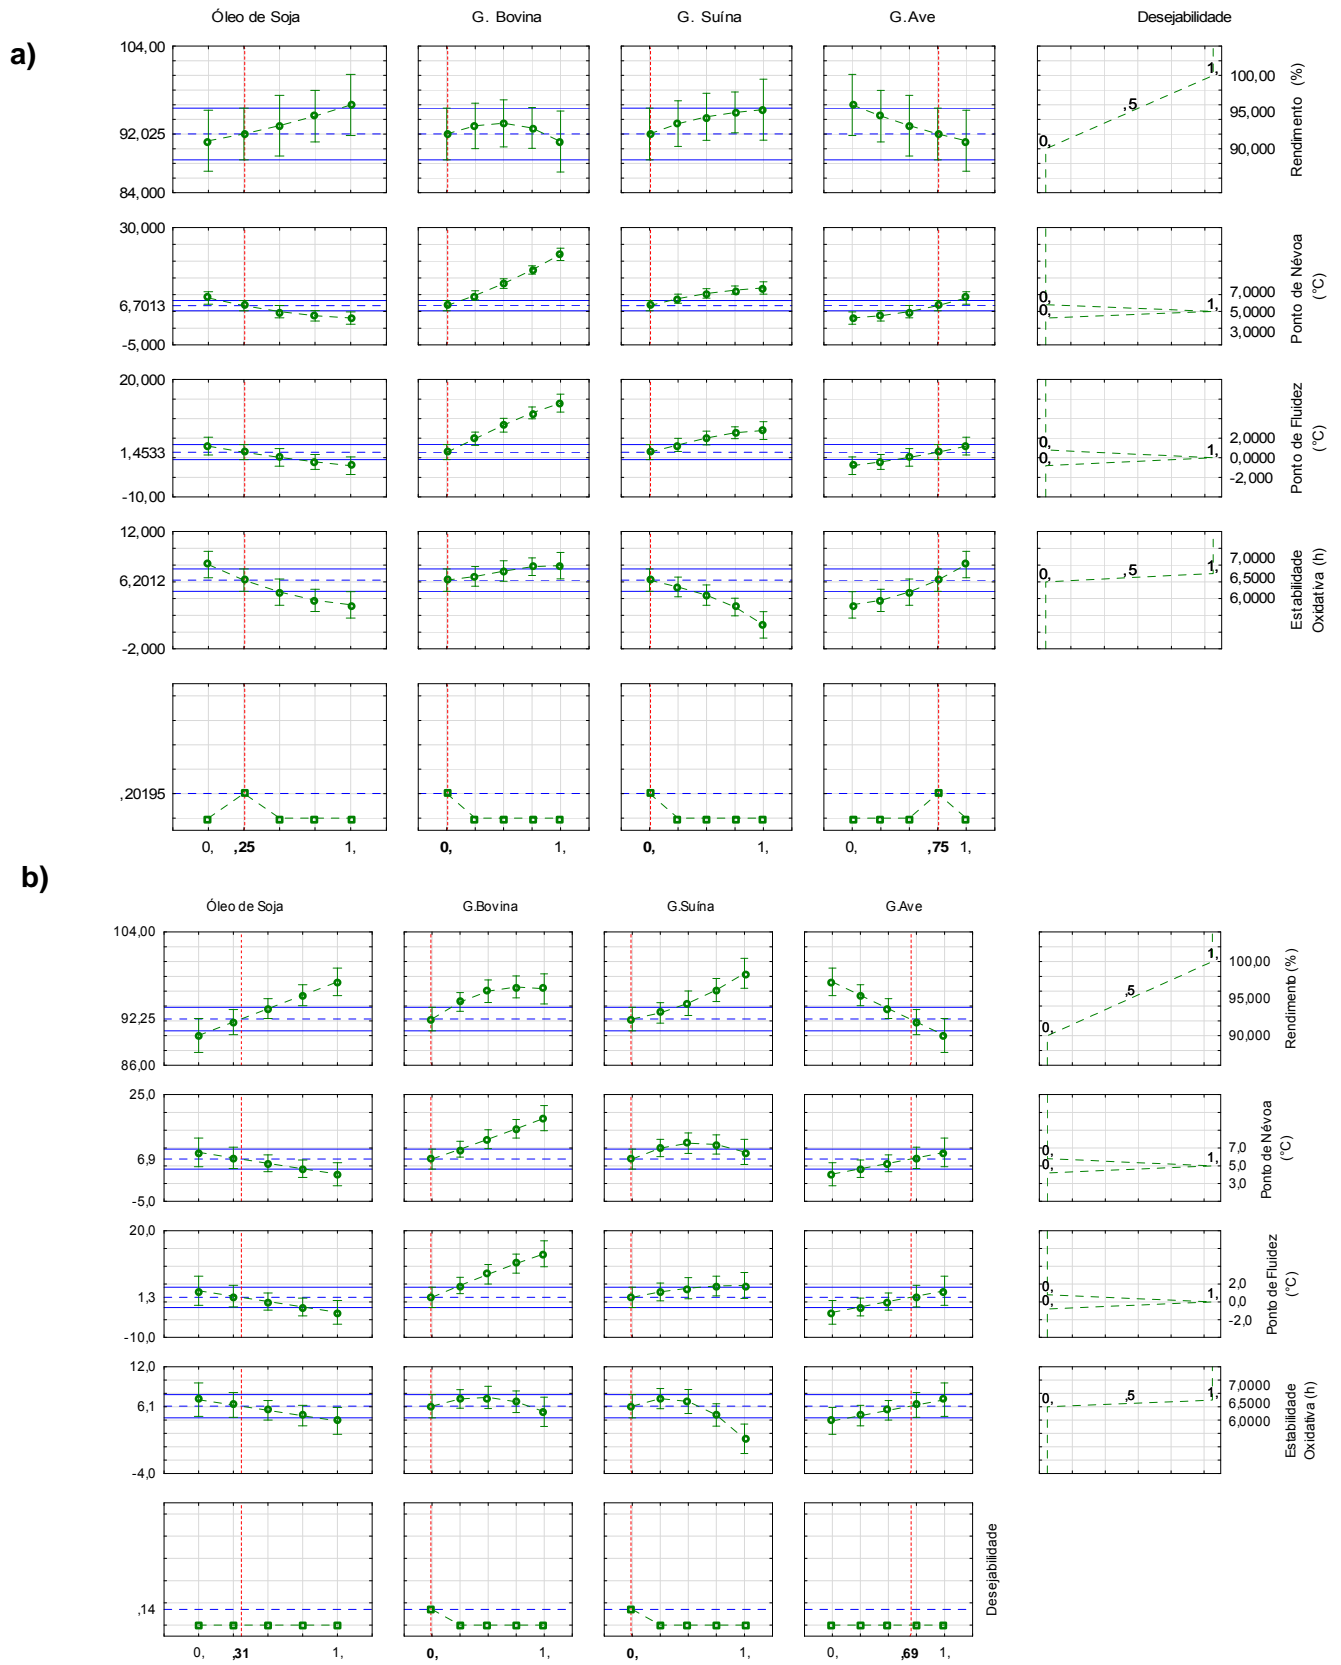 a)
Óleo de Soja
G. Bovina
G. Suína
G.Ave
Desejabilidade
104,00
92,025
84,000
0,
,5
1,
100,00
95,000
90,000
Rendimento (%)
30,000
6,7013
-5,000
0,
0,
1,
7,0000
5,0000
3,0000
Ponto de Névoa
(°C)
20,000
1,4533
-10,00
0,
0,
1,
2,0000
0,0000
-2,000
Ponto de Fluidez
(°C)
12,000
6,2012
-2,000
0,
,5
1,
7,0000
6,5000
6,0000
Estabilidade
Oxidativa (h)
,20195
0, ,25 1,
0, 1,
0, 1,
0, ,75 1,
b)
Óleo de Soja
G.Bovina
G.Suína
G.Ave
104,00
92,25
86,00
0,
,5
1,
100,00
95,000
90,000
Rendimento (%)
25,0
6,9
-5,0
0,
0,
1,
7,0
5,0
3,0
Ponto de Névoa
(°C)
20,0
1,3
-10,0
0,
0,
1,
2,0
0,0
-2,0
Ponto de Fluidez
(°C)
12,0
6,1
-4,0
0,
,5
1,
7,0000
6,5000
6,0000
Estabilidade
Oxidativa (h)
,14
Desejabilidade
0, ,31 1,
0, 1,
0, 1,
0, ,69 1,